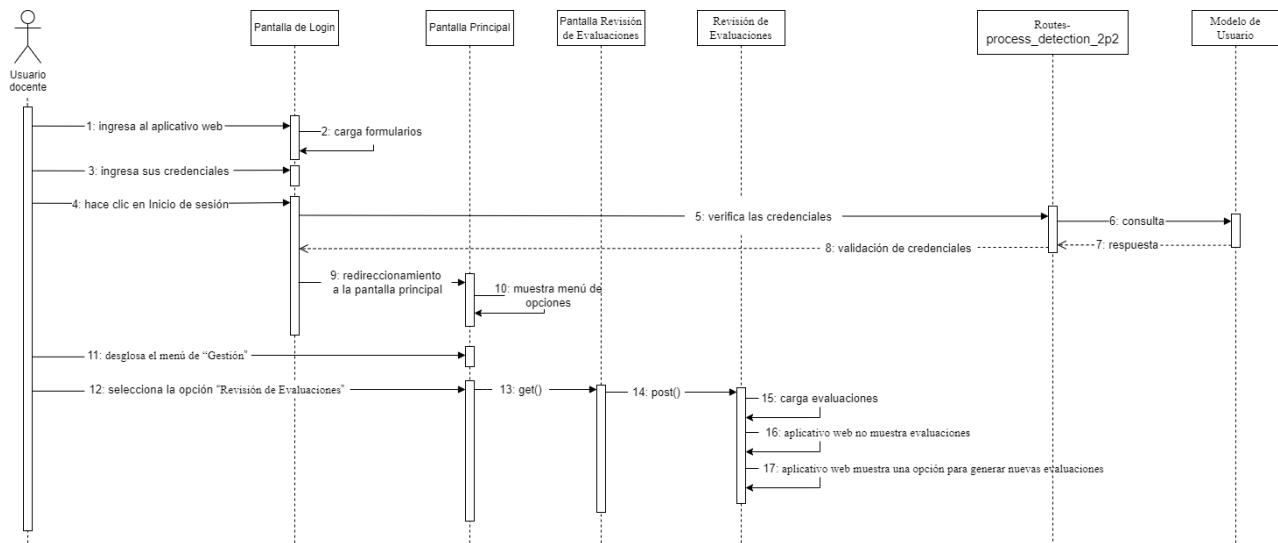 Pantalla de Login
Pantalla Principal
Pantalla Revisión
de Evaluaciones
Revisión de
Evaluaciones
Routes-
process_detection_2p2
Modelo de
Usuario
Usuario
docente
1: ingresa al aplicativo web
2: carga formularios
3: ingresa sus credenciales
4: hace clic en Inicio de sesión
5: verifica las credenciales
6: consulta
7: respuesta
8: validación de credenciales
9: redireccionamiento
a la pantalla principal
10: muestra menú de
opciones
11: desglosa el menú de “Gestión”
12: selecciona la opción "Revisión de Evaluaciones"
13: get()
14: post()
15: carga evaluaciones
16: aplicativo web no muestra evaluaciones
17: aplicativo web muestra una opción para generar nuevas evaluaciones